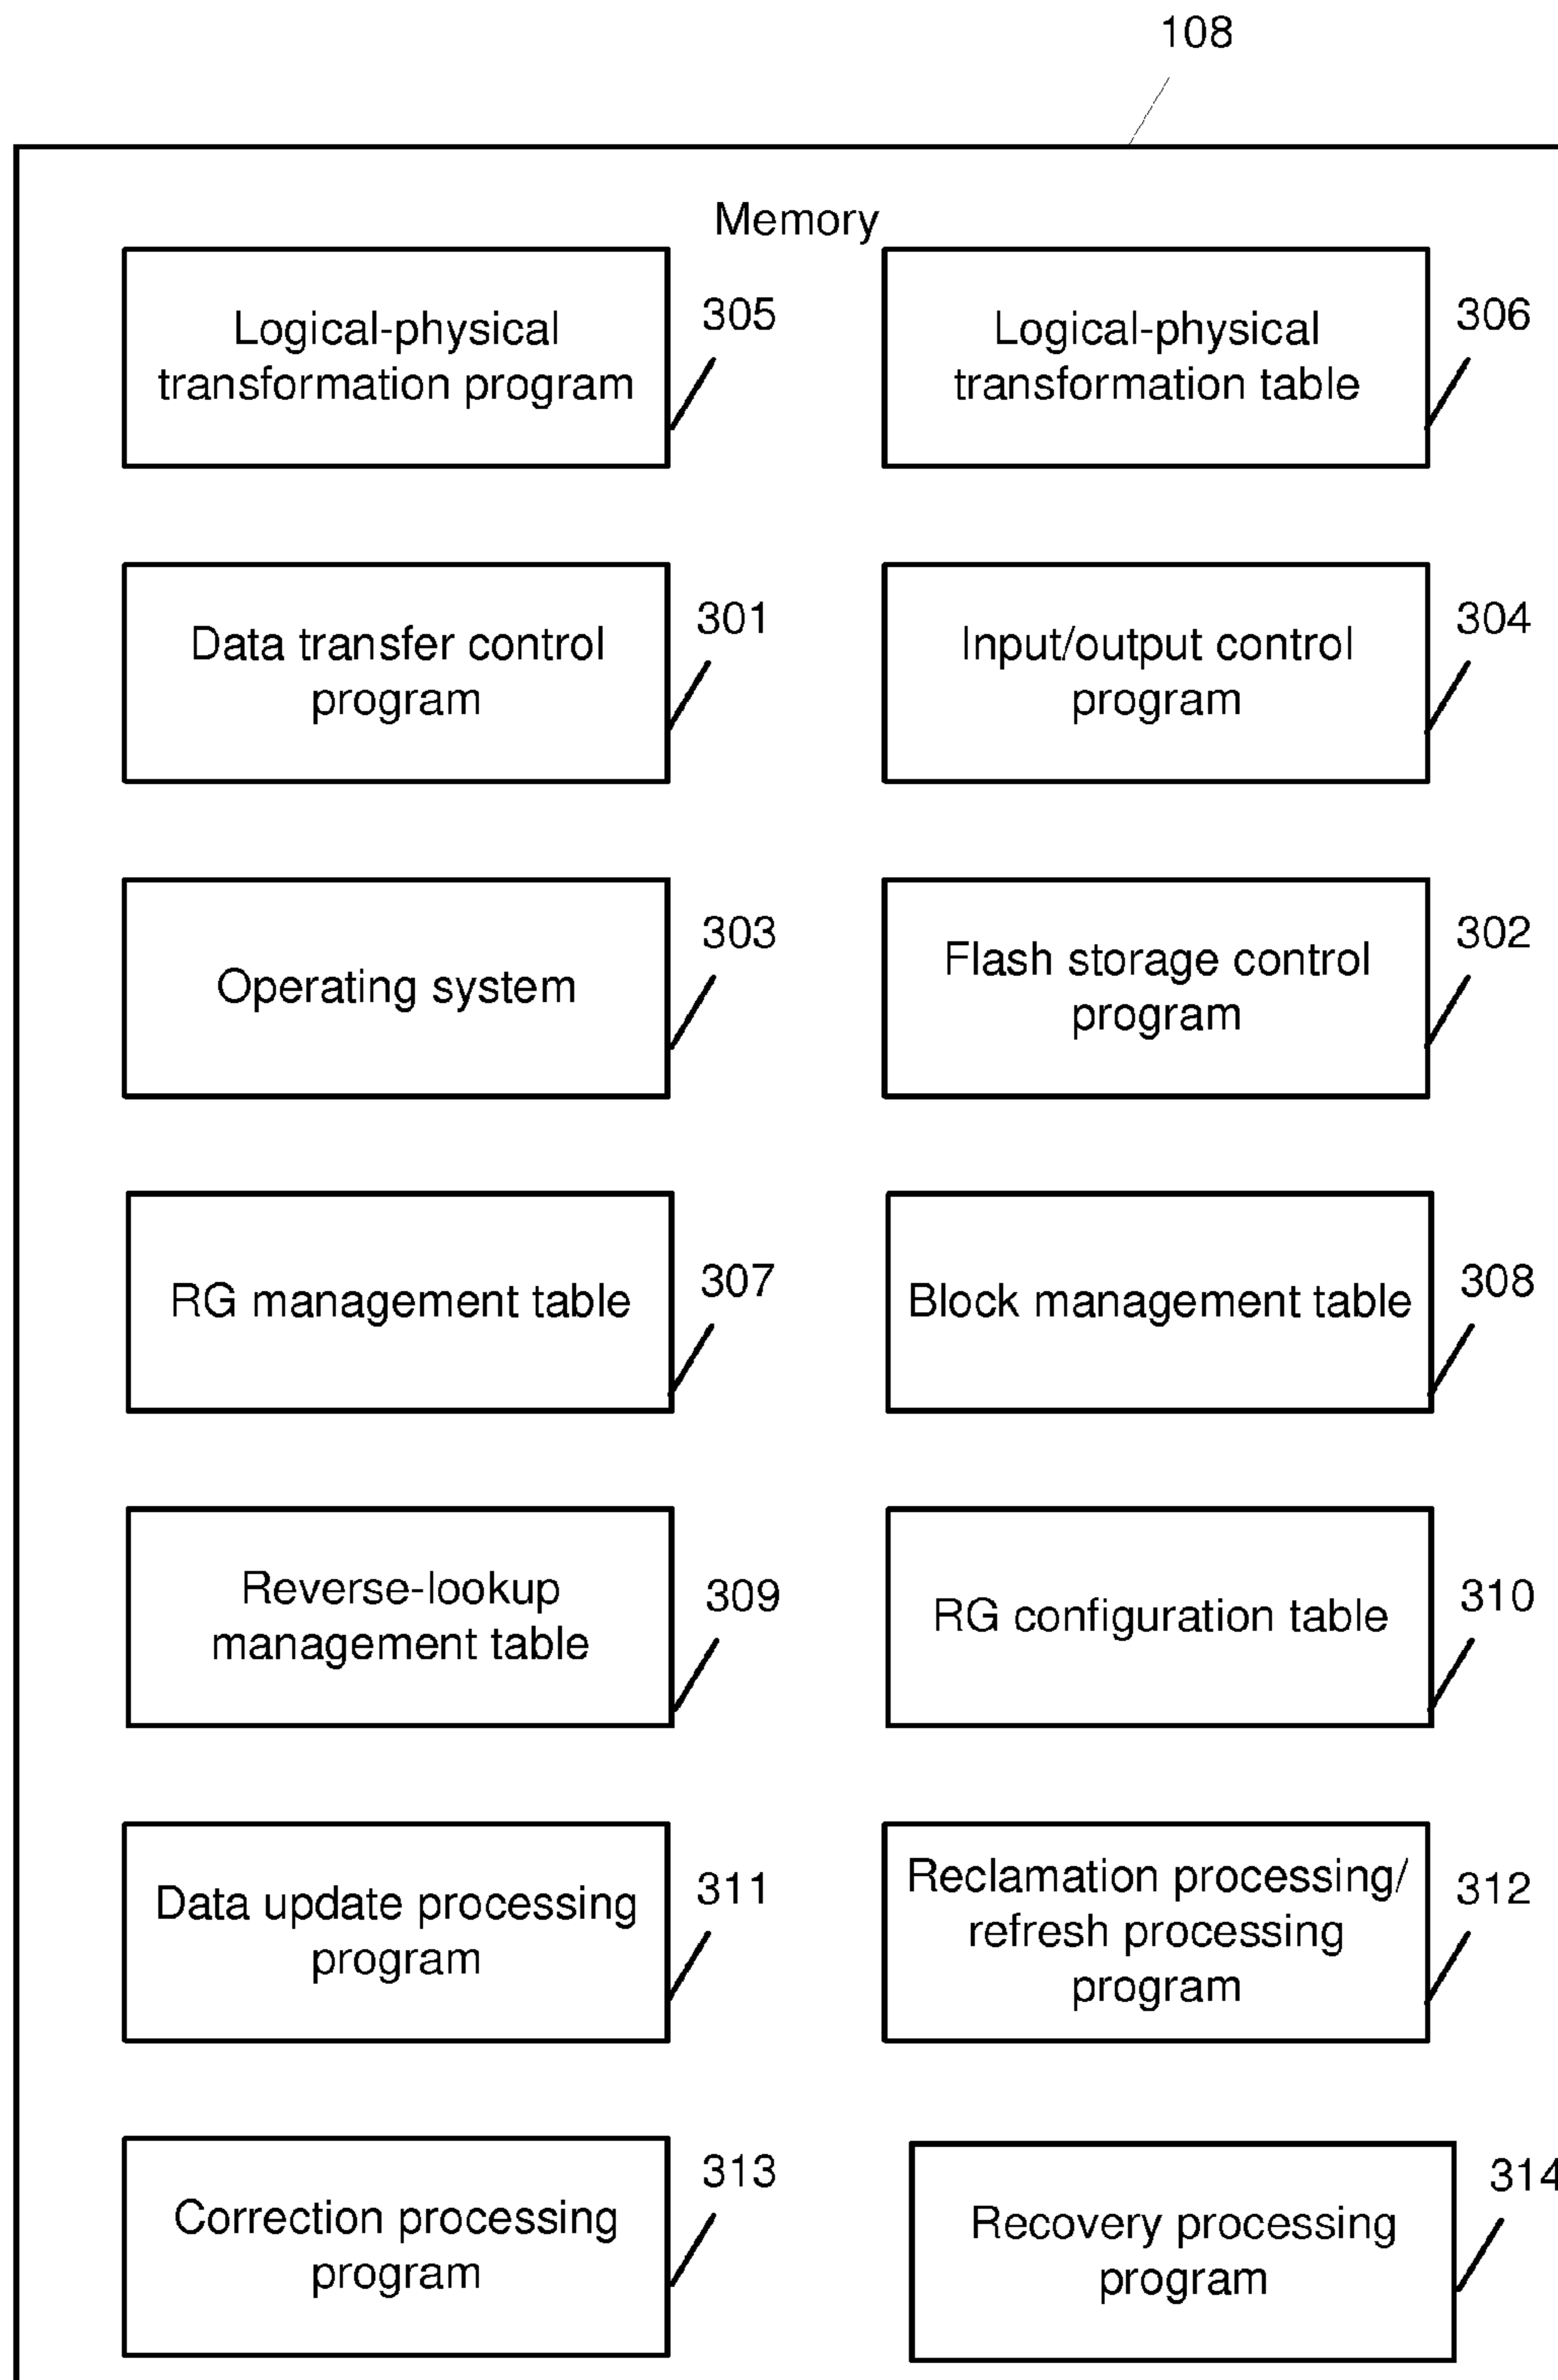 108
Memory
Logical-physical
transformation program
305
Logical-physical
transformation table
306
Data transfer control
program
301
Input/output control
program
304
Operating system
303
Flash storage control
program
302
RG management table
307
Block management table
308
Reverse-lookup
management table
309
RG configuration table
310
Data update processing
program
311
Reclamation processing/
refresh processing
program
312
Correction processing
program
313
Recovery processing
program
314